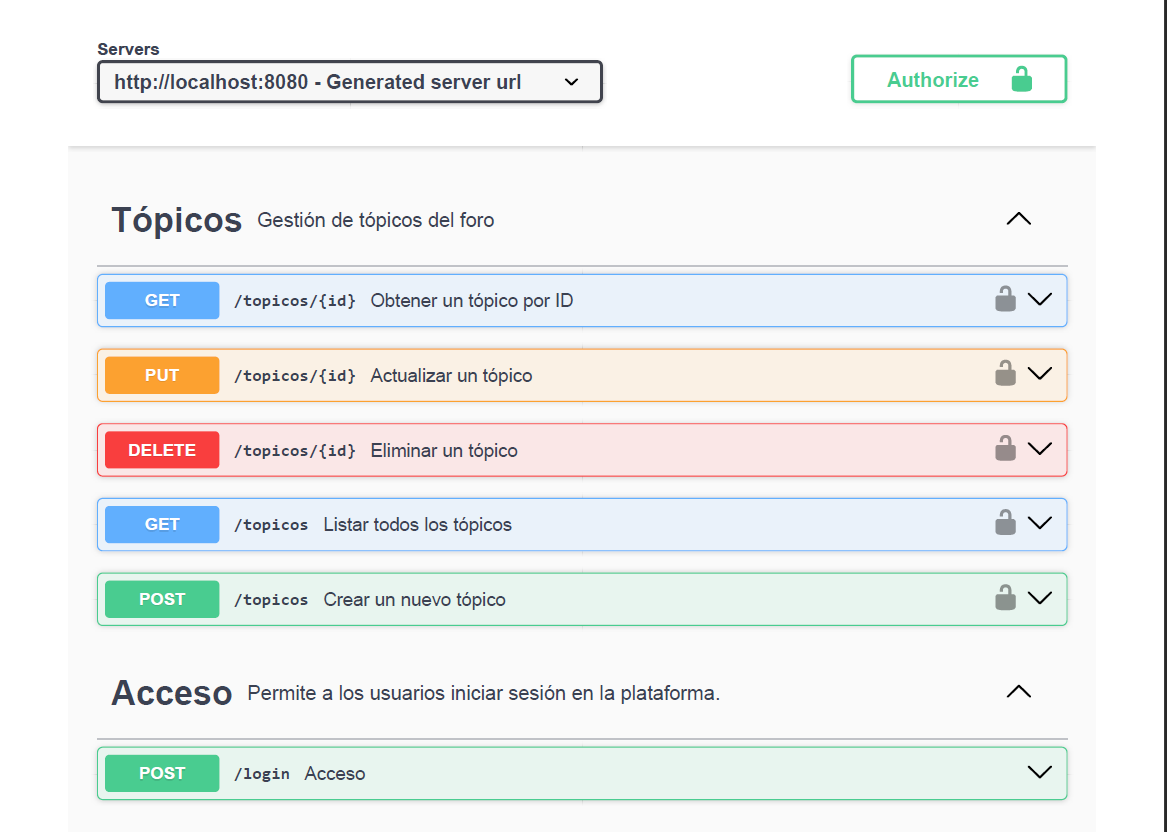 Servers
http://localhost:8080 - Generated server url
Authorize
Tópicos Gestión de tópicos del foro
GET /topicos/{id} Obtener un tópico por ID
PUT /topicos/{id} Actualizar un tópico
DELETE /topicos/{id} Eliminar un tópico
GET /topicos Listar todos los tópicos
POST /topicos Crear un nuevo tópico
Acceso Permite a los usuarios iniciar sesión en la plataforma.
POST /login Acceso